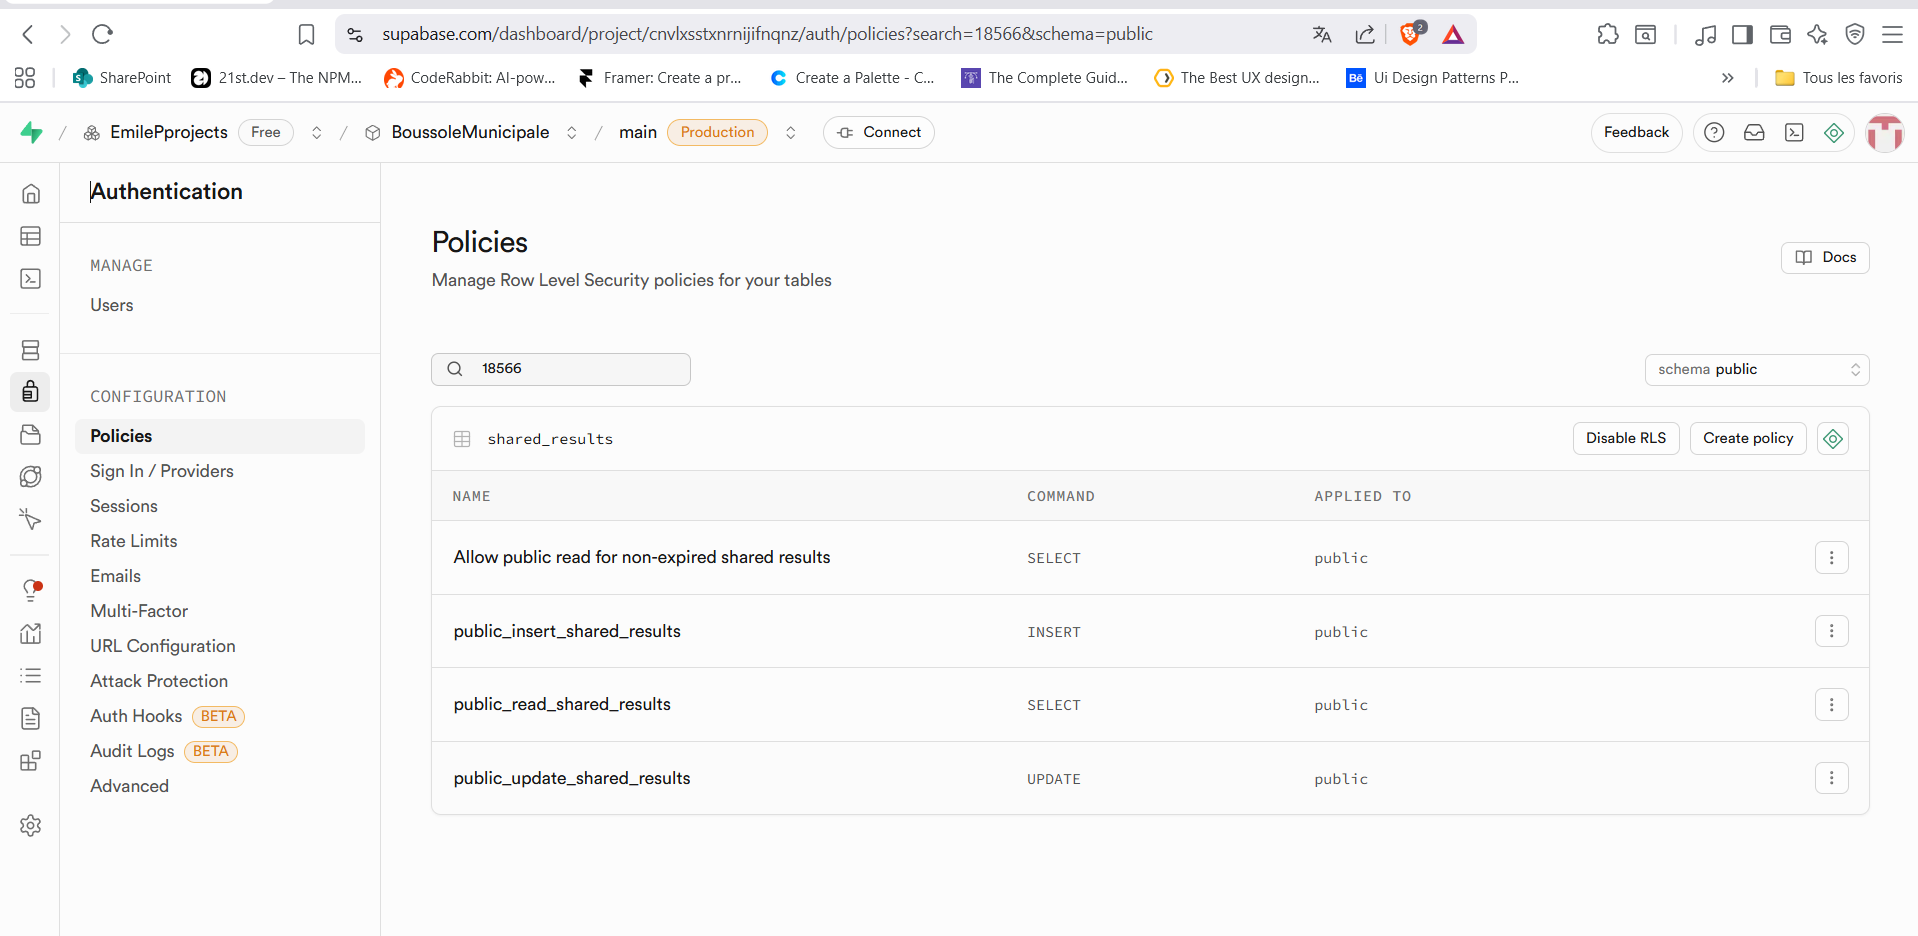 supabase.com/dashboard/project/cnvlxsstxnrnijifnqnz/auth/policies?search=18566&schema=public
2
SharePoint
21st.dev – The NPM...
CodeRabbit: AI-pow...
Framer: Create a pr...
Create a Palette - C...
The Complete Guid...
The Best UX design...
Bē
Ui Design Patterns P...
Tous les favoris
EmilePprojects
Free
BoussoleMunicipale
main
Production
Connect
Feedback
Authentication
MANAGE
Users
CONFIGURATION
Policies
Sign In / Providers
Sessions
Rate Limits
Emails
Multi-Factor
URL Configuration
Attack Protection
Auth Hooks BETA
Audit Logs BETA
Advanced
Policies
Manage Row Level Security policies for your tables
Docs
18566
schema public
shared_results
Disable RLS
Create policy
NAME COMMAND APPLIED TO
Allow public read for non-expired shared results SELECT public
public_insert_shared_results INSERT public
public_read_shared_results SELECT public
public_update_shared_results UPDATE public